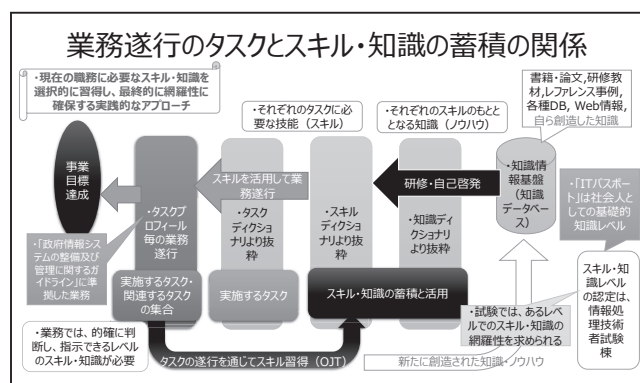 業務遂行のタスクとスキル・知識の蓄積の関係
・現在の職務に必要なスキル・知識を
選択的に習得し、最終的に網羅性に
確保する実践的なアプローチ
・それぞれのタスクに必
要な技能(スキル)
・それぞれのスキルのもとと
となる知識(ノウハウ)
書籍・論文,研修教
材,レファレンス事例,
各種DB, Web情報,
自ら創造した知識
事業
目標
達成
スキルを活用して業
務遂行
研修・自己啓発
・タスクプ
ロフィール
毎の業務
遂行
・タスク
ディクショ
ナリより抜
粋
・スキル
ディクショ
ナリより抜
粋
・知識ディ
クショナリ
より抜粋
・知識情
報基盤
(知識
データベー
ス)
・「ITパスポー
ト」は社会人と
しての基礎的
知識レベル
・「政府情報システ
ムの整備及び
管理に関するガ
イドライン」に準
拠した業務
実施するタスク・
関連するタスク
の集合
実施するタスク
スキル・知識の蓄積と活用
スキル・知
識レベル
の認定は、
情報処
理技術
者試験
棟
・業務では、的確に判
断し、指示できるレベル
のスキル・知識が必要
・試験では、あるレベ
ルでのスキル・知識の
網羅性を求められる
タスクの遂行を通じてスキル習得(OJT)
新たに創造された知識・ノウハウ